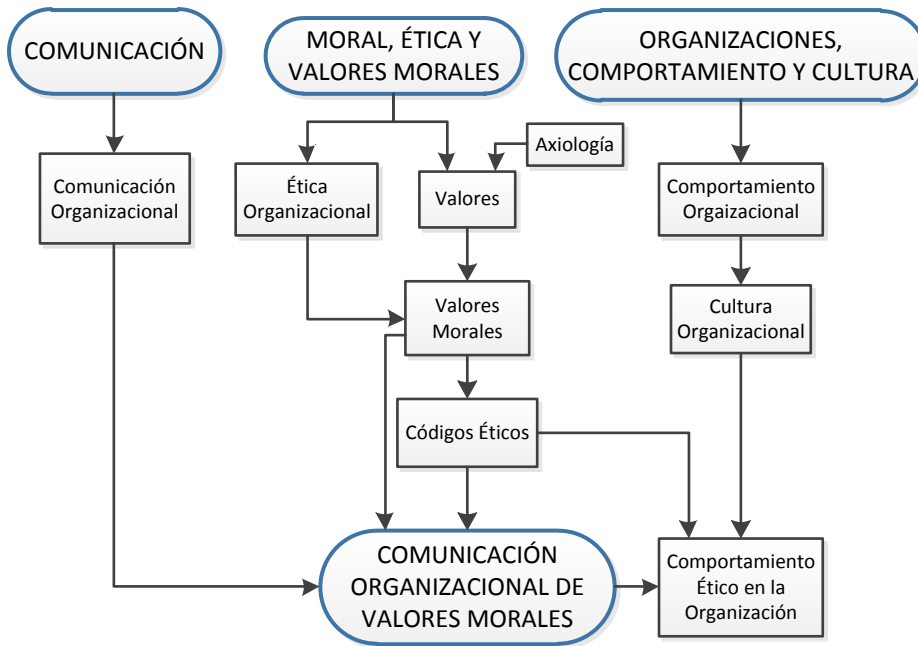 COMUNICACIÓN
MORAL, ÉTICA Y
VALORES MORALES
ORGANIZACIONES,
COMPORTAMIENTO Y CULTURA
Axiología
Comunicación
Organizacional
Ética
Organizacional
Valores
Comportamiento
Orgaizacional
Valores
Morales
Cultura
Organizacional
Códigos Éticos
COMUNICACIÓN
ORGANIZACIONAL DE
VALORES MORALES
Comportamiento
Ético en la
Organización